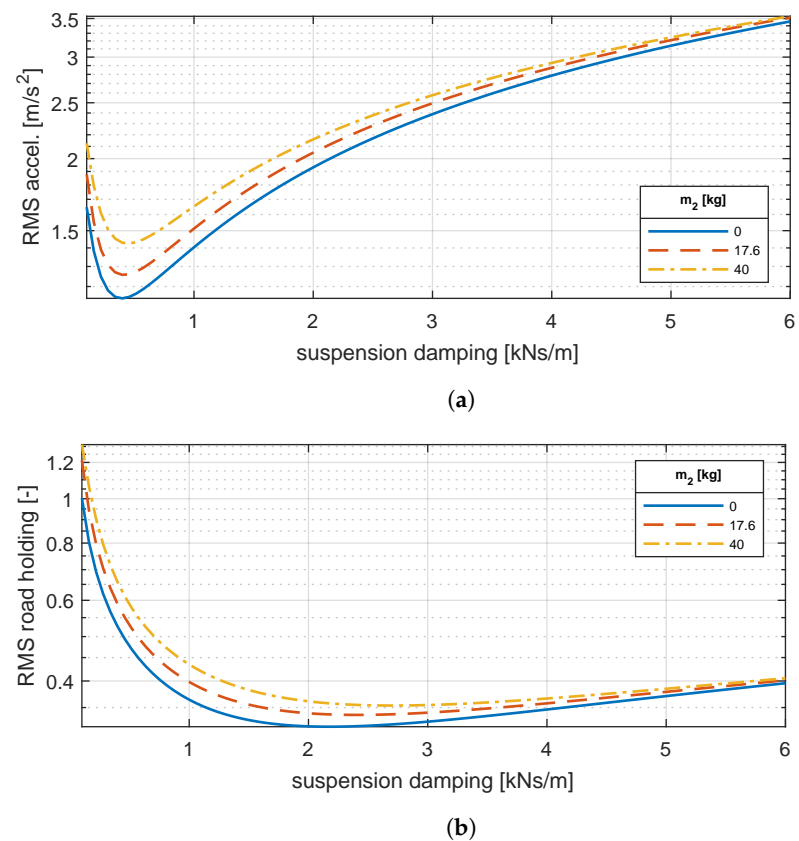 3.5
3
2.5
2
1.5
RMS accel. [m/s²]
m₂ [kg]
0
17.6
40
1 2 3 4 5 6
suspension damping [kNs/m]
(a)
1.2
1
0.8
0.6
0.4
RMS road holding [-]
m₂ [kg]
0
17.6
40
1 2 3 4 5 6
suspension damping [kNs/m]
(b)